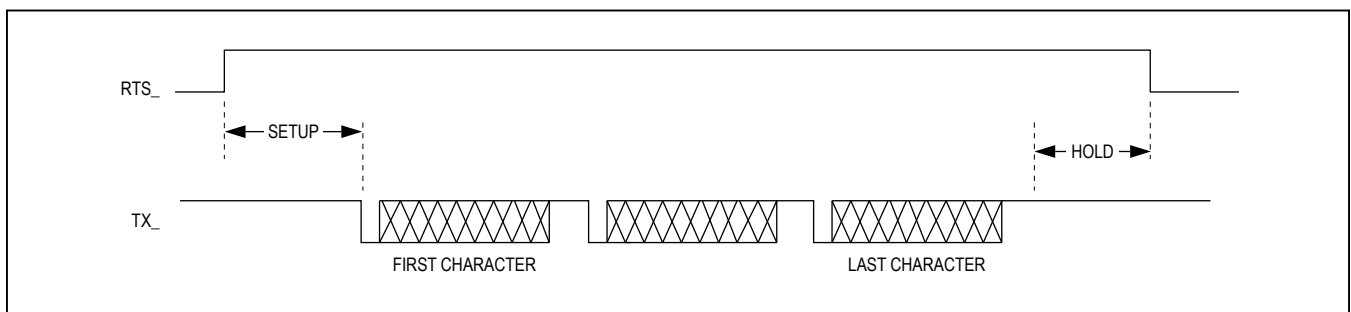 RTS_
SETUP
HOLD
TX_
FIRST CHARACTER
LAST CHARACTER